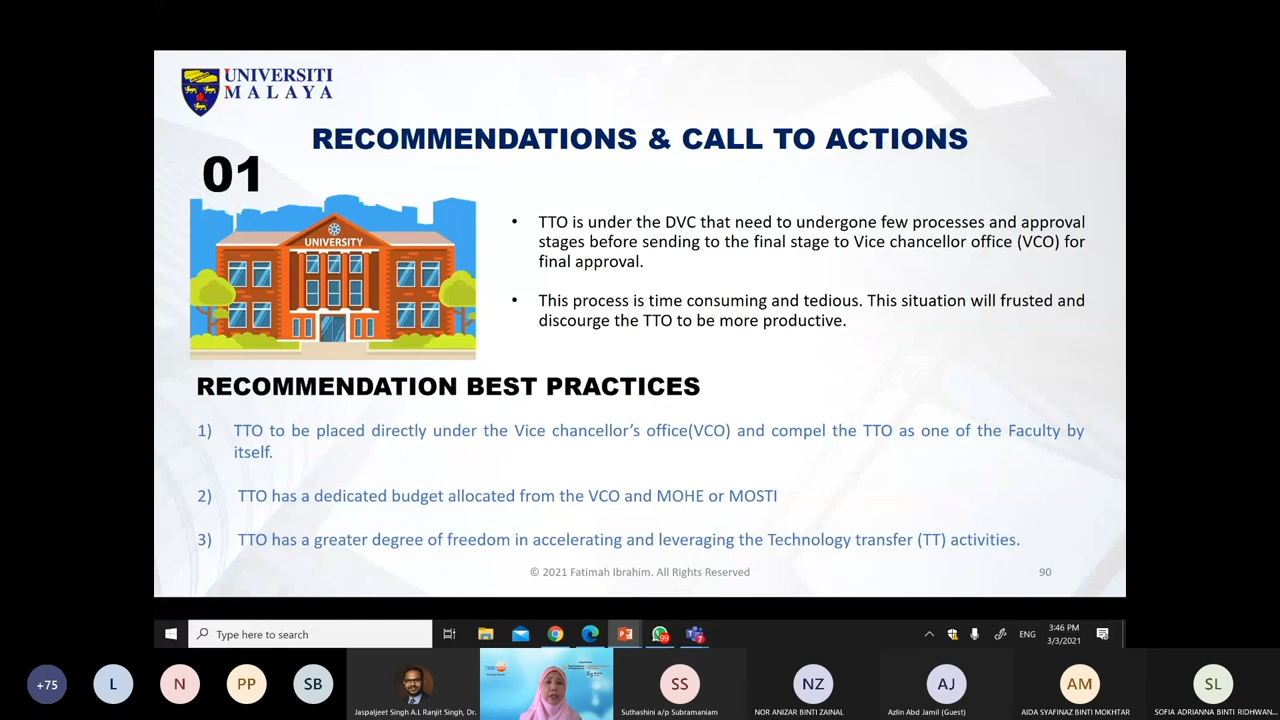 UNIVERSITI
MALAYA
RECOMMENDATIONS & CALL TO ACTIONS
01
UNIVERSITY
• TTO is under the DVC that need to undergone few processes and approval
stages before sending to the final stage to Vice chancellor office (VCO) for
final approval.
• This process is time consuming and tedious. This situation will frusted and
discourge the TTO to be more productive.
RECOMMENDATION BEST PRACTICES
1) TTO to be placed directly under the Vice chancellor's office(VCO) and compel the TTO as one of the Faculty by
itself.
2) TTO has a dedicated budget allocated from the VCO and MOHE or MOSTI
3) TTO has a greater degree of freedom in accelerating and leveraging the Technology transfer (TT) activities.
© 2021 Fatimah Ibrahim. All Rights Reserved
90
Type here to search
99
7
ENG
3:46 PM
3/3/2021
+75
L
N
PP
SB
SS
NZ
AJ
AM
SL
Jaspaljeet Singh A.L Ranjit Singh, Dr.
Suthashini a/p Subramaniam
NOR ANIZAR BINTI ZAINAL
Azlin Abd Jamil (Guest)
AIDA SYAFINAZ BINTI MOKHTAR
SOFIA ADRIANNA BINTI RIDHWAN...